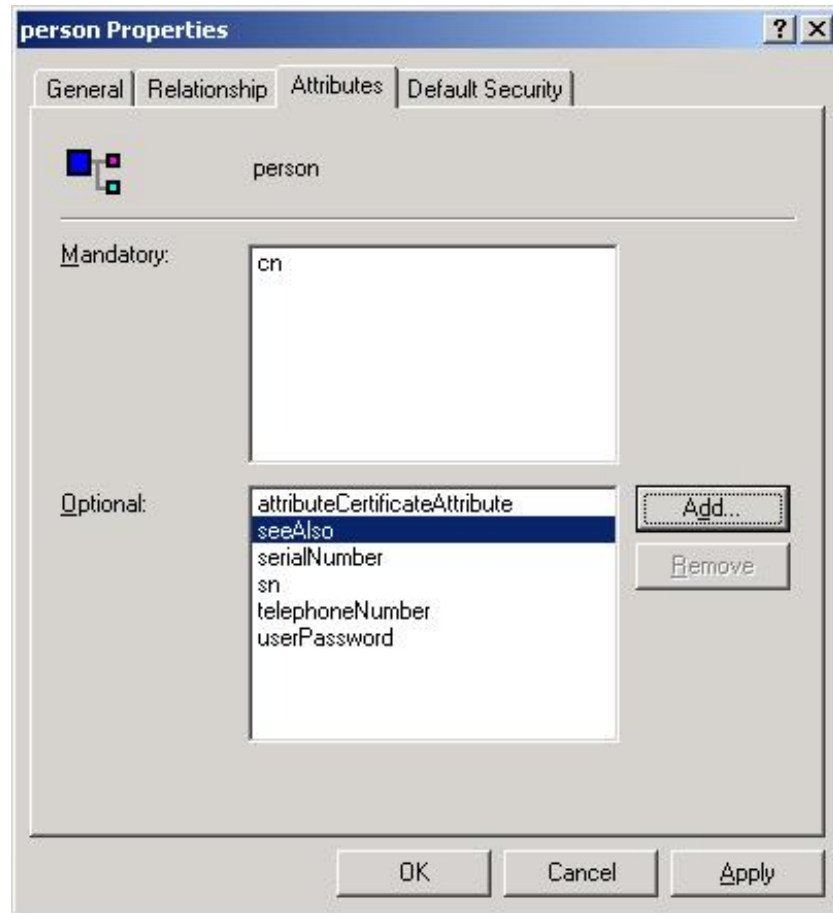 person Properties
General Relationship Attributes Default Security
person
Mandatory:
cn
Optional:
attributeCertificateAttribute
seeAlso
serialNumber
sn
telephoneNumber
userPassword
Add...
Remove
OK Cancel Apply